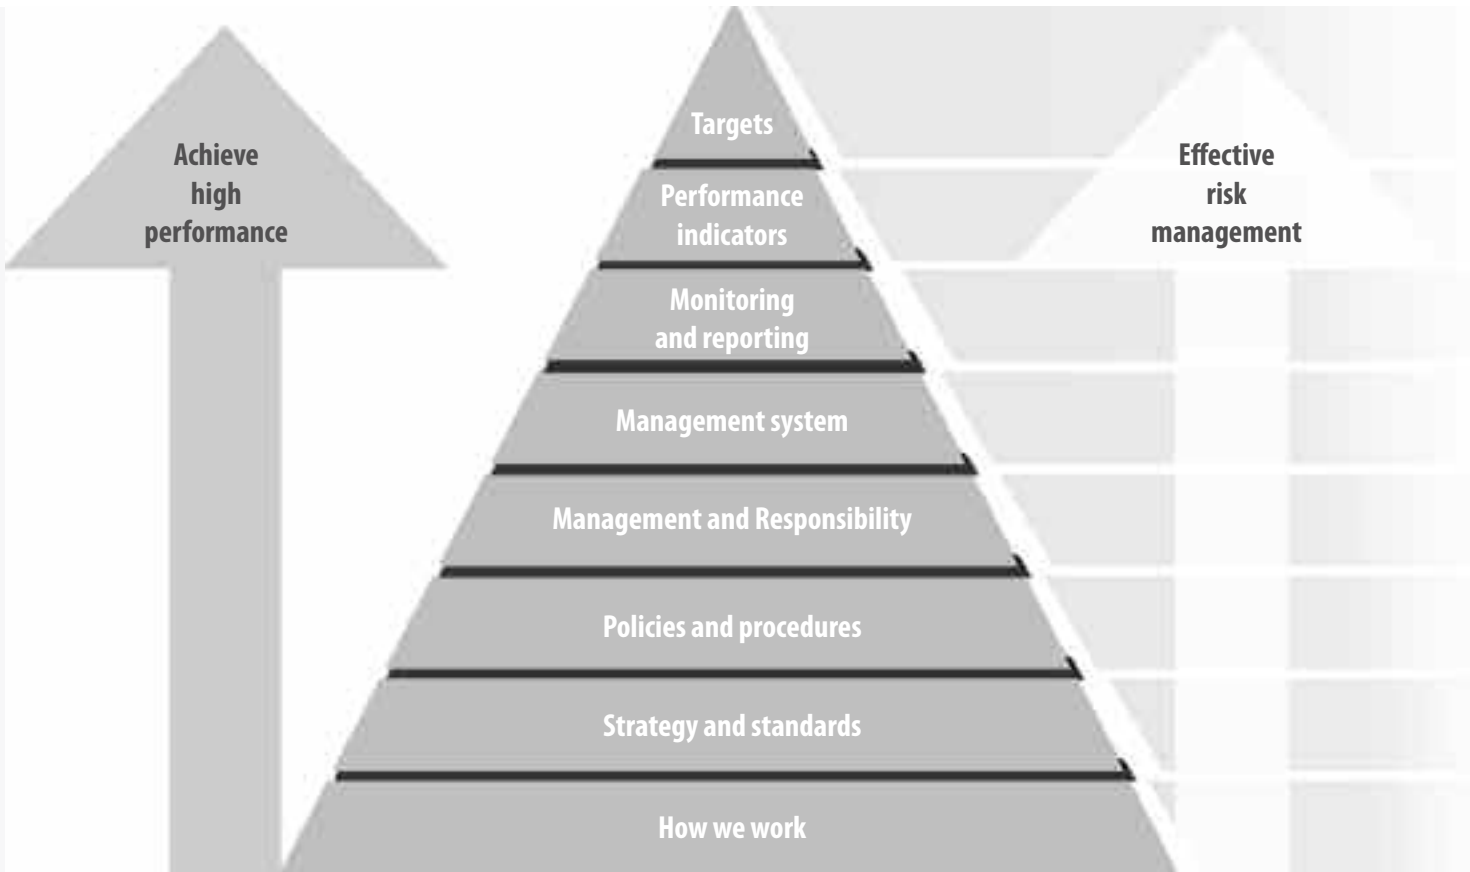 Achieve
high
performance
Targets
Performance
indicators
Monitoring
and reporting
Management system
Management and Responsibility
Policies and procedures
Strategy and standards
How we work
Effective
risk
management